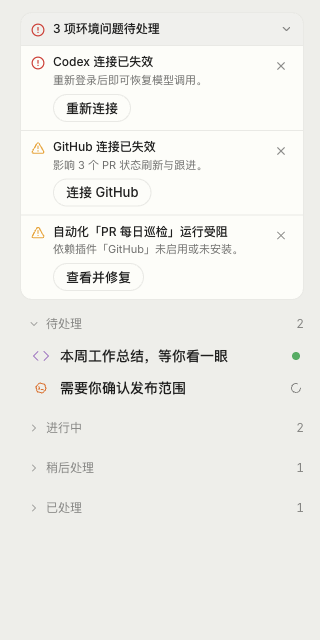 3 项环境问题待处理
Codex 连接已失效
重新登录后即可恢复模型调用。
重新连接
GitHub 连接已失效
影响 3 个 PR 状态刷新与跟进。
连接 GitHub
自动化「PR 每日巡检」运行受阻
依赖插件「GitHub」未启用或未安装。
查看并修复
待处理 2
本周工作总结，等你看一眼
需要你确认发布范围
进行中 2
稍后处理 1
已处理 1